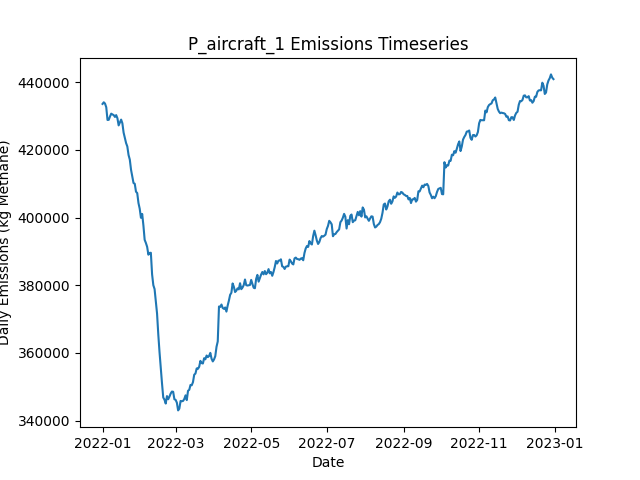 P_aircraft_1 Emissions Timeseries
Daily Emissions (kg Methane)
440000
420000
400000
380000
360000
340000
2022-01 2022-03 2022-05 2022-07 2022-09 2022-11 2023-01
Date